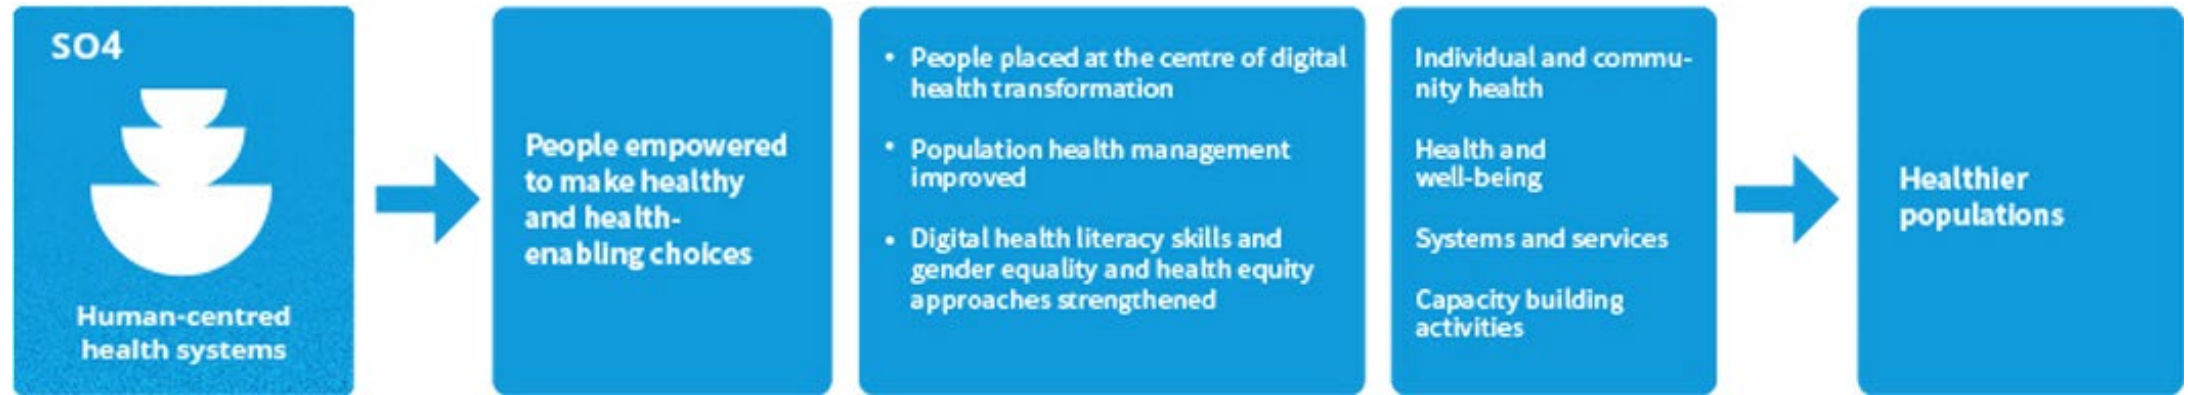 SO4
Human-centred
health systems
People empowered
to make healthy
and health-
enabling choices
• People placed at the centre of digital
health transformation
• Population health management
improved
• Digital health literacy skills and
gender equality and health equity
approaches strengthened
Individual and commu-
nity health
Health and
well-being
Systems and services
Capacity building
activities
Healthier
populations